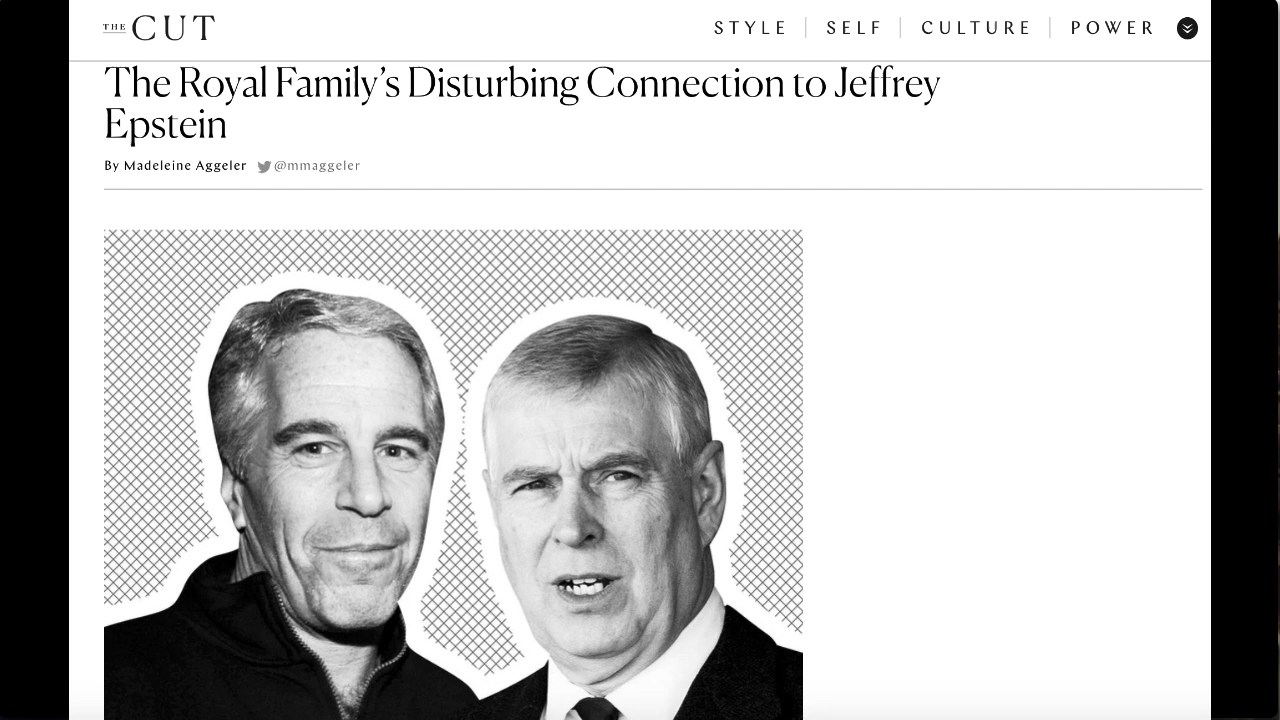 THE CUT
STYLE | SELF | CULTURE | POWER
The Royal Family’s Disturbing Connection to Jeffrey
Epstein
By Madeleine Aggeler @mmaggeler